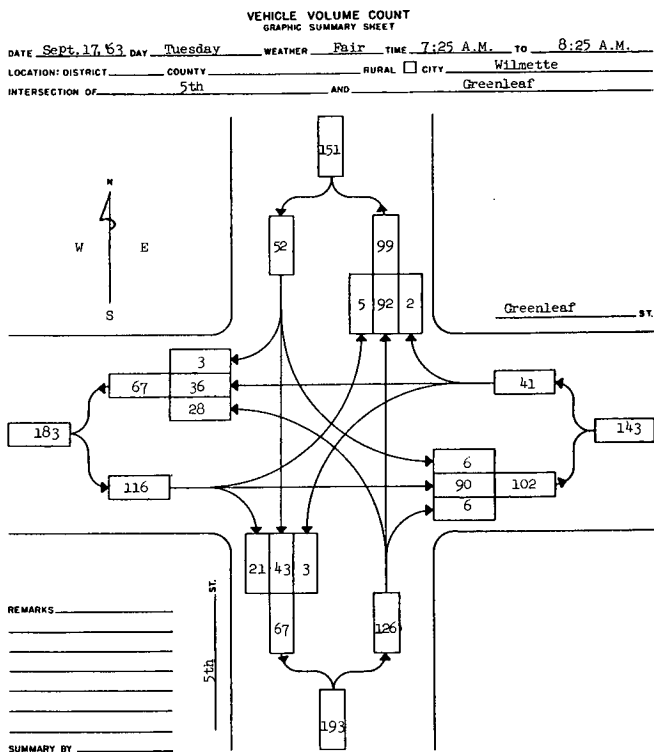 VEHICLE VOLUME COUNT
GRAPHIC SUMMARY SHEET
DATE Sept.17,'63 DAY Tuesday WEATHER Fair TIME 7:25 A.M. TO 8:25 A.M.
LOCATION: DISTRICT COUNTY RURAL CITY Wilmette
INTERSECTION OF 5th AND Greenleaf
151
N
W E
S
52 99
5 92 2
Greenleaf ST.
3
67 36 41
28
183 143
6
116 90 102
6
21 43 3
REMARKS
5th ST.
67 126
193
SUMMARY BY